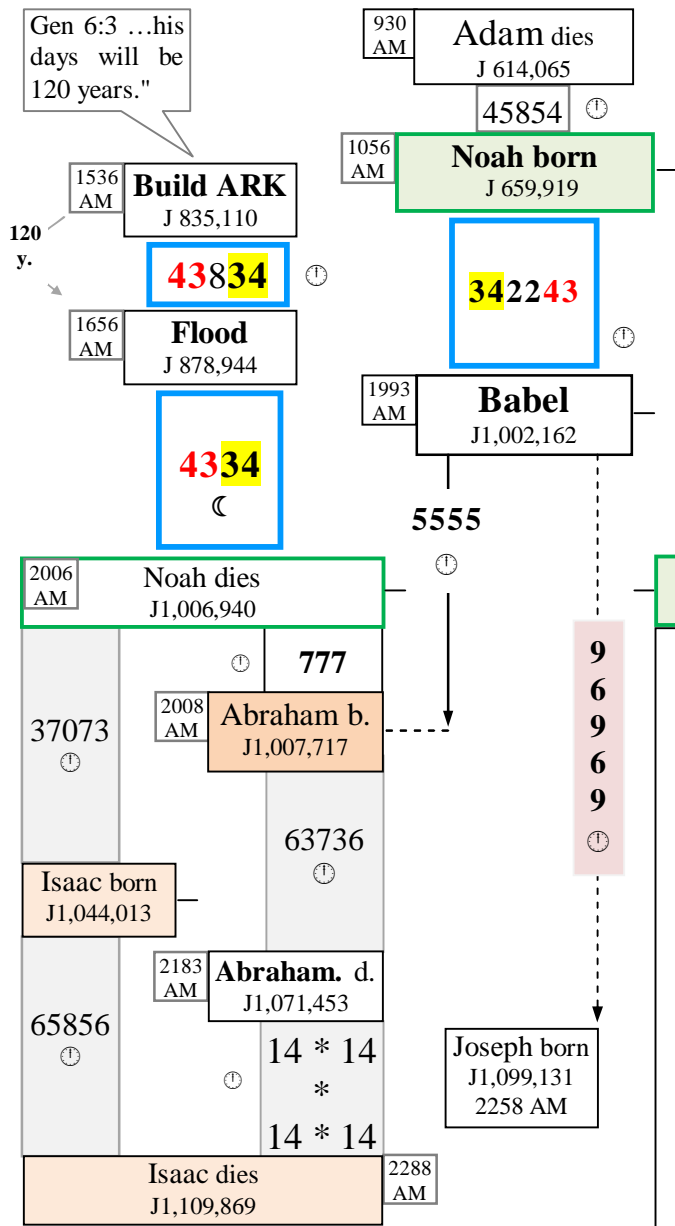 Gen 6:3 …his
days will be
120 years."
930
AM
Adam dies
J 614,065
45854
1056
AM
Noah born
J 659,919
1536
AM
Build ARK
J 835,110
120
y.
43834
342243
1656
AM
Flood
J 878,944
1993
AM
Babel
J1,002,162
4334
5555
2006
AM
Noah dies
J1,006,940
777
9
6
9
6
9
2008
AM
Abraham b.
J1,007,717
37073
63736
Isaac born
J1,044,013
2183
AM
Abraham. d.
J1,071,453
65856
14 * 14
*
14 * 14
Joseph born
J1,099,131
2258 AM
Isaac dies
J1,109,869
2288
AM